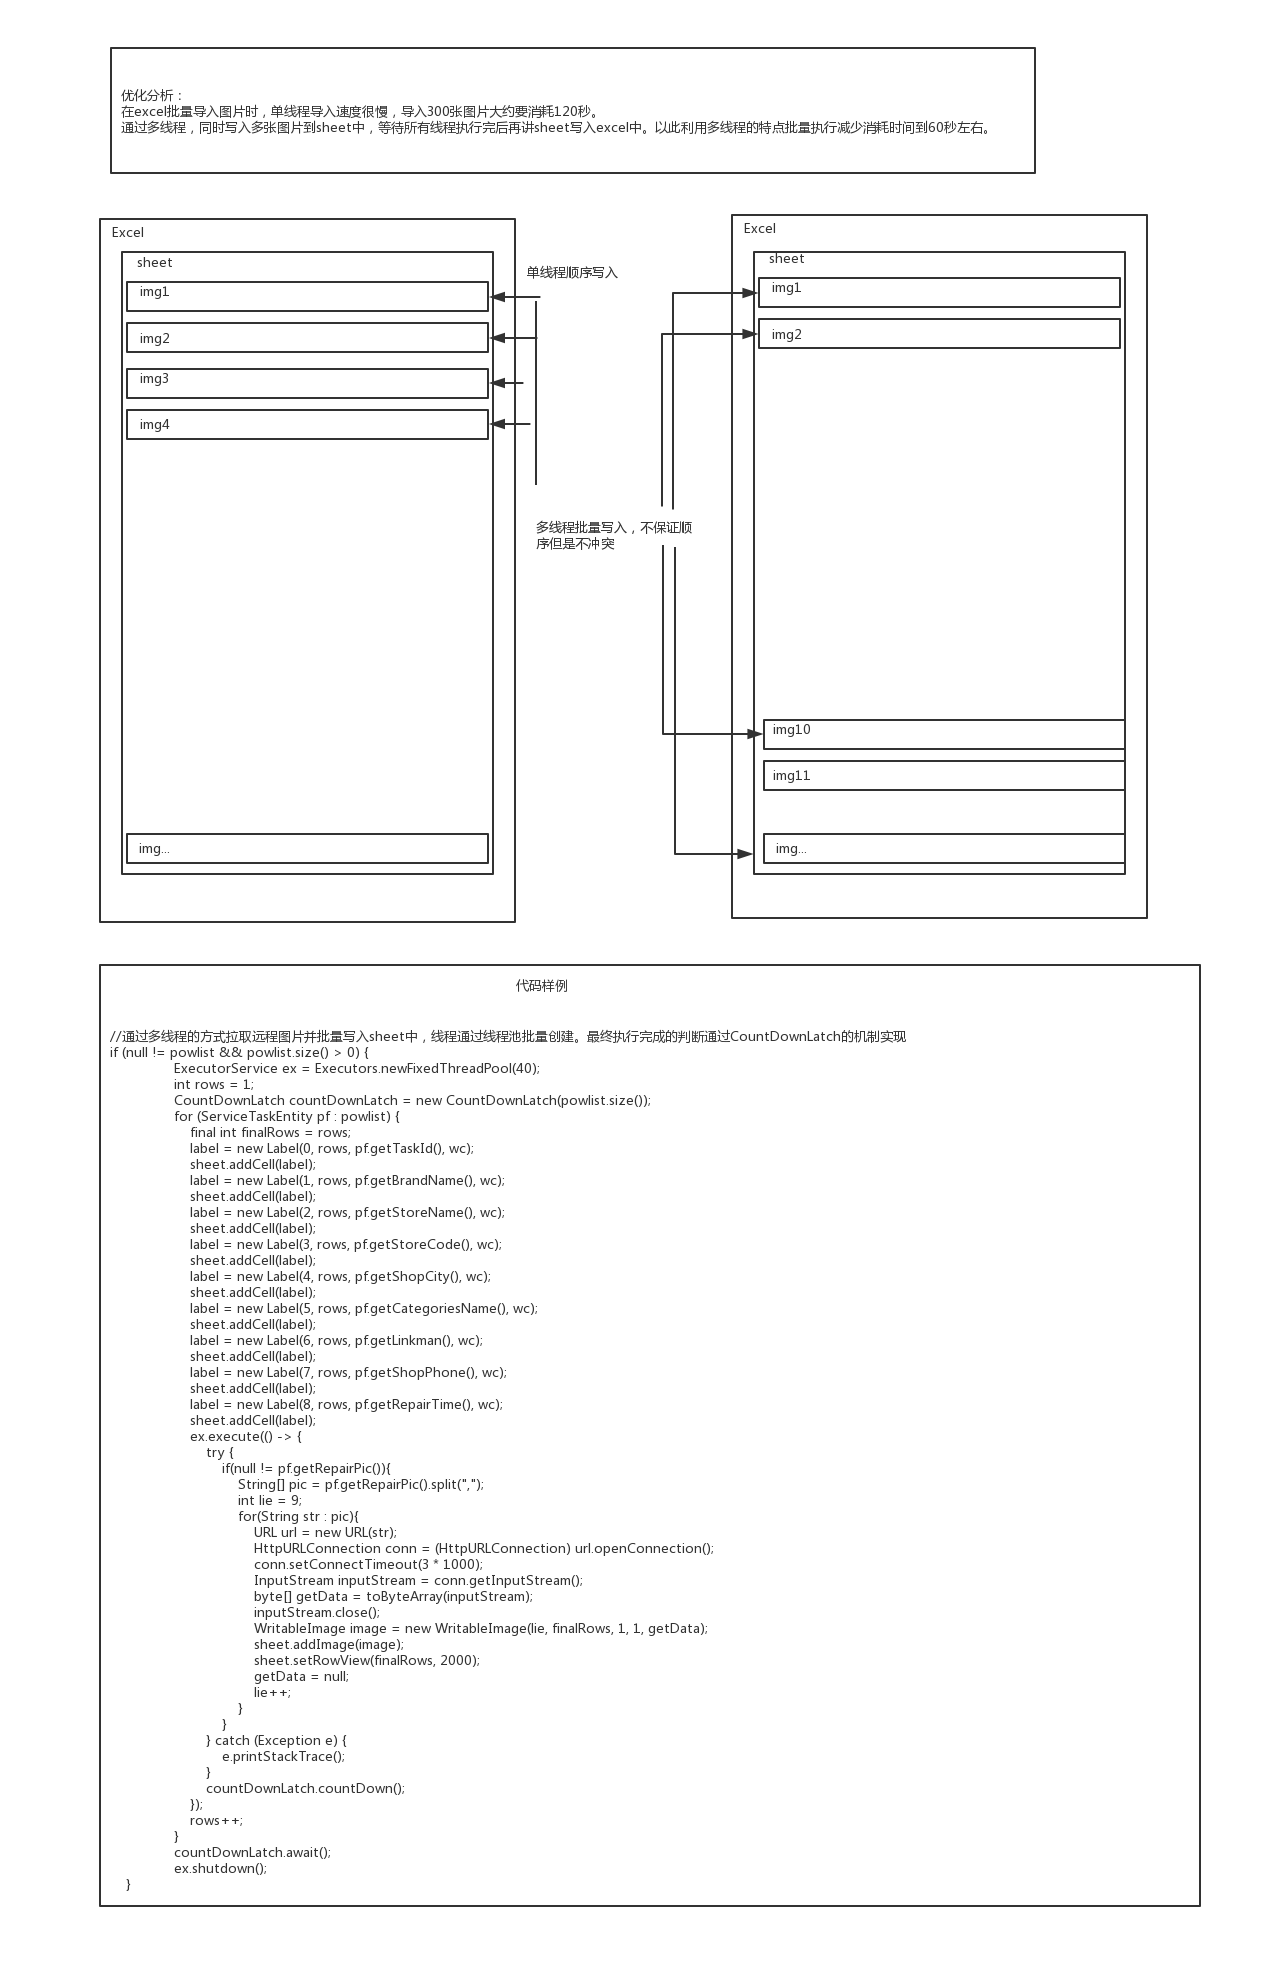 优化分析：
在excel批量导入图片时，单线程导入速度很慢，导入300张图片大约要消耗120秒。
通过多线程，同时写入多张图片到sheet中，等待所有线程执行完后再讲sheet写入excel中。以此利用多线程的特点批量执行减少消耗时间到60秒左右。
Excel
sheet
img1
img2
img3
img4
img...
单线程顺序写入
多线程批量写入，不保证顺
序但是不冲突
Excel
sheet
img1
img2
img10
img11
img...
代码样例
//通过多线程的方式拉取远程图片并批量写入sheet中，线程通过线程池批量创建。最终执行完成的判断通过CountDownLatch的机制实现
if (null != powlist && powlist.size() > 0) {
ExecutorService ex = Executors.newFixedThreadPool(40);
int rows = 1;
CountDownLatch countDownLatch = new CountDownLatch(powlist.size());
for (ServiceTaskEntity pf : powlist) {
final int finalRows = rows;
label = new Label(0, rows, pf.getTaskId(), wc);
sheet.addCell(label);
label = new Label(1, rows, pf.getBrandName(), wc);
sheet.addCell(label);
label = new Label(2, rows, pf.getStoreName(), wc);
sheet.addCell(label);
label = new Label(3, rows, pf.getStoreCode(), wc);
sheet.addCell(label);
label = new Label(4, rows, pf.getShopCity(), wc);
sheet.addCell(label);
label = new Label(5, rows, pf.getCategoriesName(), wc);
sheet.addCell(label);
label = new Label(6, rows, pf.getLinkman(), wc);
sheet.addCell(label);
label = new Label(7, rows, pf.getShopPhone(), wc);
sheet.addCell(label);
label = new Label(8, rows, pf.getRepairTime(), wc);
sheet.addCell(label);
ex.execute(() -> {
try {
if(null != pf.getRepairPic()){
String[] pic = pf.getRepairPic().split(",");
int lie = 9;
for(String str : pic){
URL url = new URL(str);
HttpURLConnection conn = (HttpURLConnection) url.openConnection();
conn.setConnectTimeout(3 * 1000);
InputStream inputStream = conn.getInputStream();
byte[] getData = toByteArray(inputStream);
inputStream.close();
WritableImage image = new WritableImage(lie, finalRows, 1, 1, getData);
sheet.addImage(image);
sheet.setRowView(finalRows, 2000);
getData = null;
lie++;
}
}
} catch (Exception e) {
e.printStackTrace();
}
countDownLatch.countDown();
});
rows++;
}
countDownLatch.await();
ex.shutdown();
}